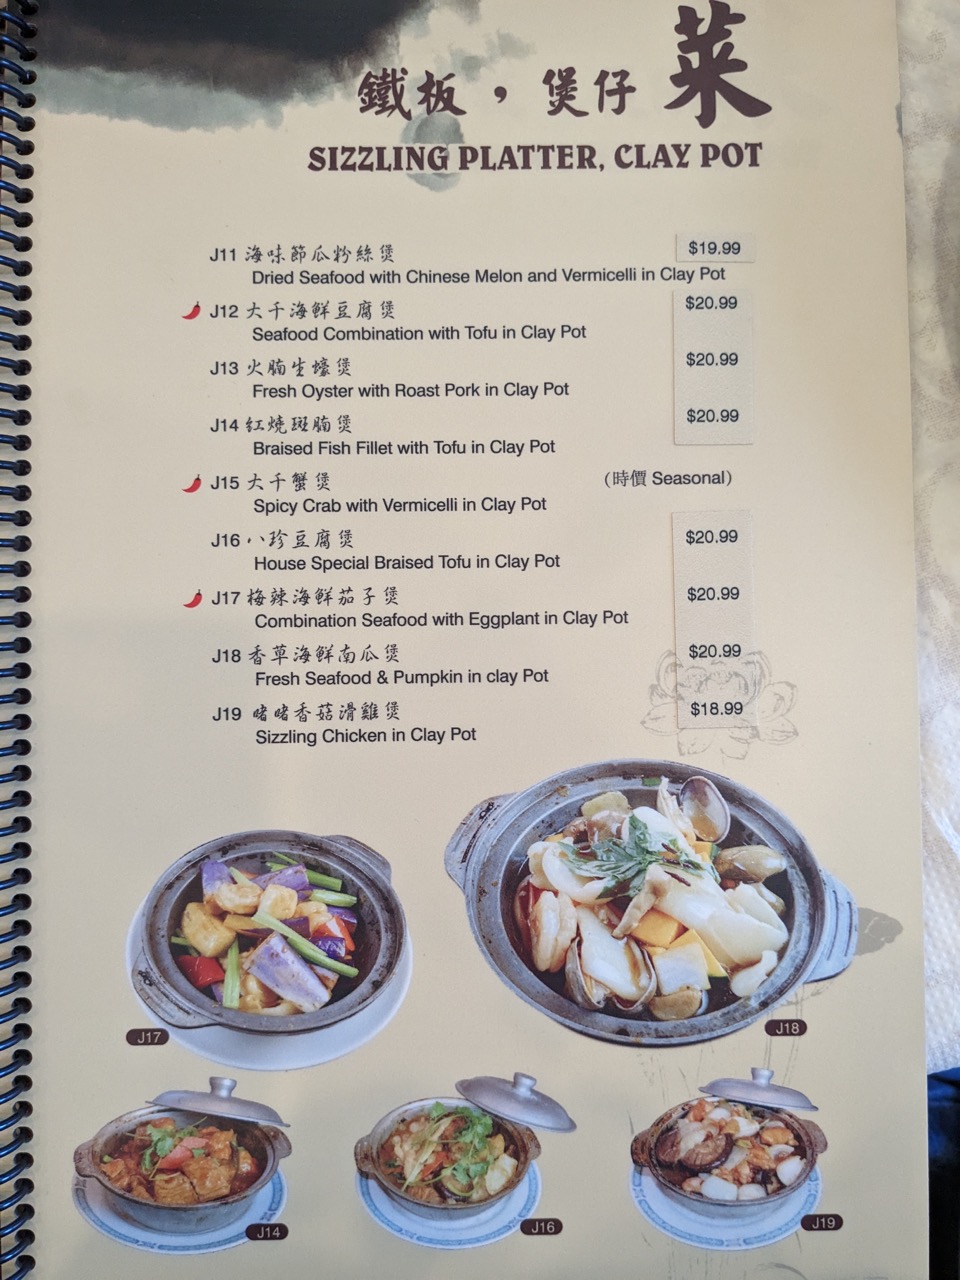 鐵板，煲仔菜
SIZZLING PLATTER, CLAY POT
J11 海味節瓜粉絲煲 $19.99
Dried Seafood with Chinese Melon and Vermicelli in Clay Pot
J12 大千海鮮豆腐煲 $20.99
Seafood Combination with Tofu in Clay Pot
J13 火腩生蠔煲 $20.99
Fresh Oyster with Roast Pork in Clay Pot
J14 紅燒斑腩煲 $20.99
Braised Fish Fillet with Tofu in Clay Pot
J15 大千蟹煲 (時價 Seasonal)
Spicy Crab with Vermicelli in Clay Pot
J16 八珍豆腐煲 $20.99
House Special Braised Tofu in Clay Pot
J17 梅辣海鮮茄子煲 $20.99
Combination Seafood with Eggplant in Clay Pot
J18 香草海鮮南瓜煲 $20.99
Fresh Seafood & Pumpkin in clay Pot
J19 啫啫香菇滑雞煲 $18.99
Sizzling Chicken in Clay Pot
J17
J18
J14
J16
J19